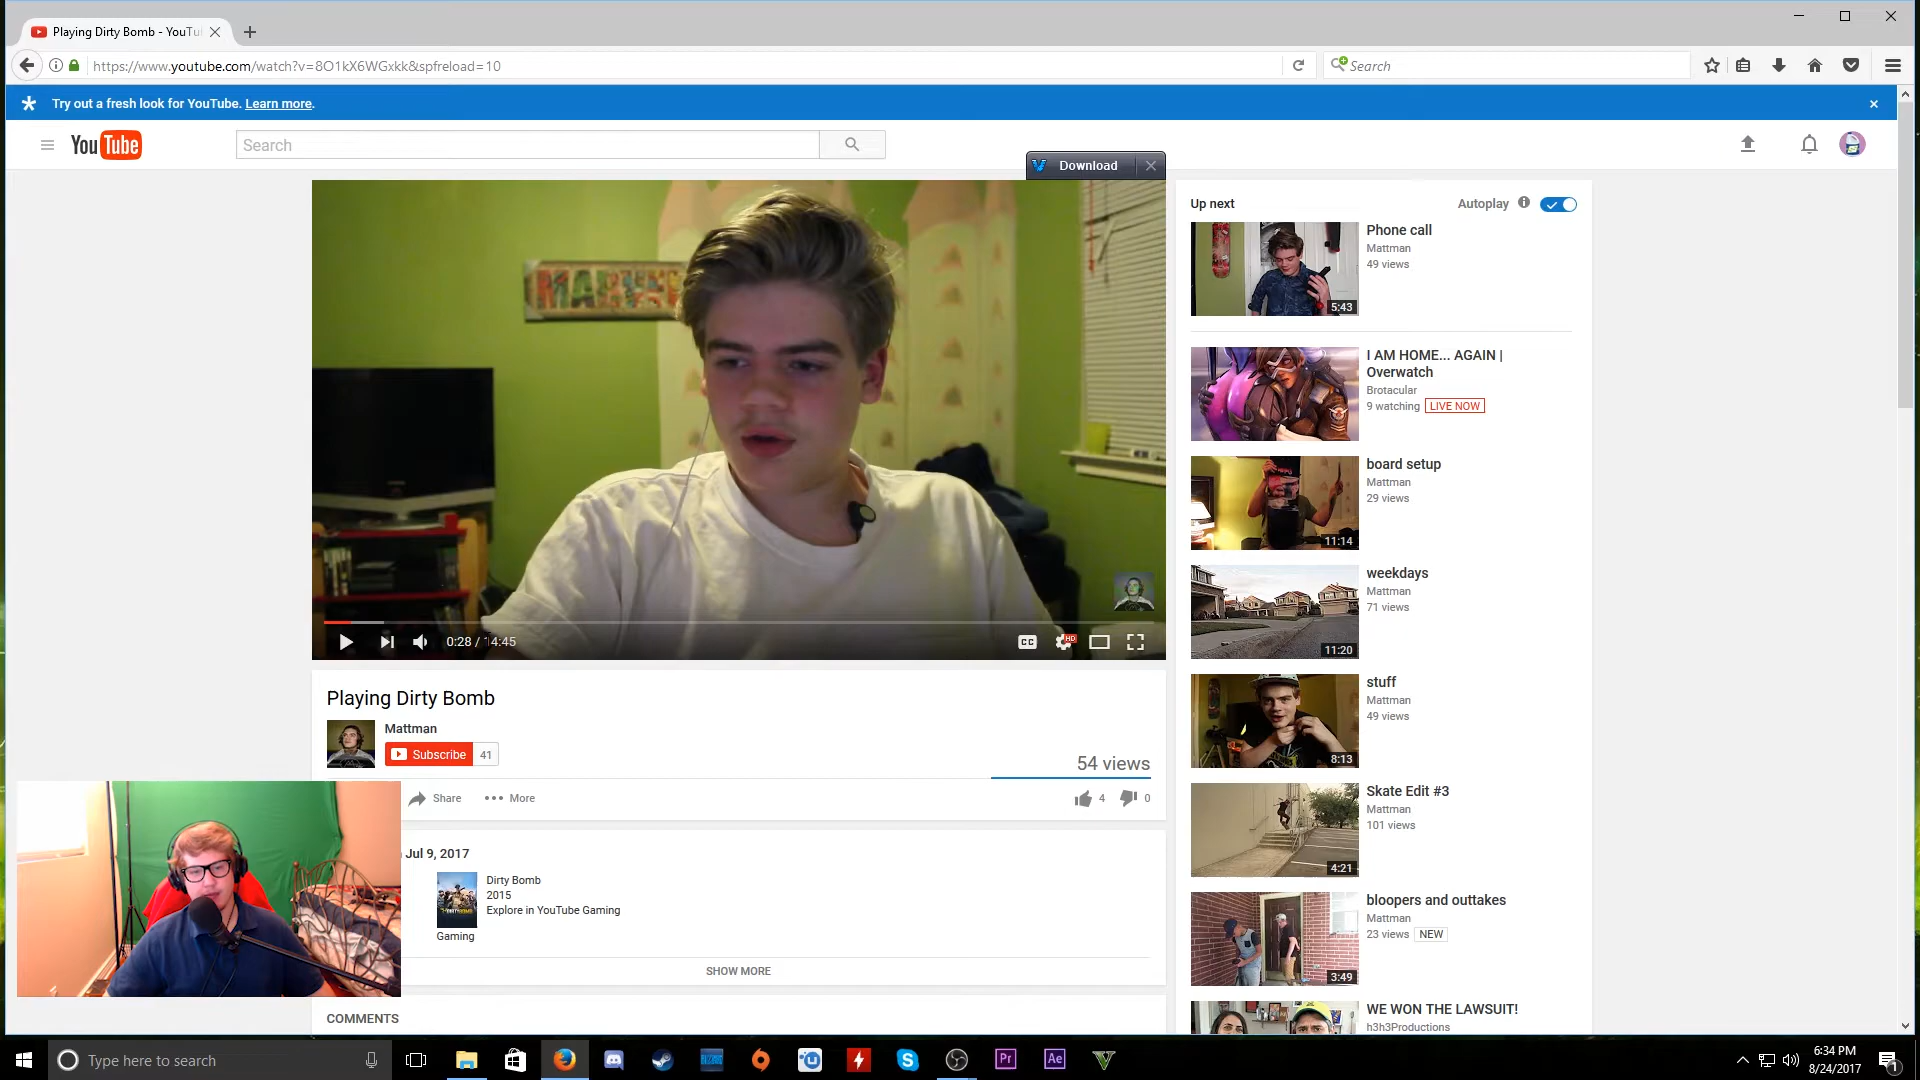 Playing Dirty Bomb - YouTu
https://www.youtube.com/watch?v=8O1kX6WGxkk&spfreload=10
Search
Try out a fresh look for YouTube. Learn more.
YouTube
Search
Download
Up next
Autoplay
Phone call
Mattman
49 views
5:43
I AM HOME... AGAIN |
Overwatch
Brotacular
9 watching LIVE NOW
board setup
Mattman
29 views
11:14
weekdays
Mattman
71 views
11:20
stuff
Mattman
49 views
8:13
Skate Edit #3
Mattman
101 views
4:21
bloopers and outtakes
Mattman
23 views NEW
3:49
WE WON THE LAWSUIT!
h3h3Productions
0:28 / 14:45
CC
HD
Playing Dirty Bomb
Mattman
Subscribe 41
54 views
Share
More
4
0
Jul 9, 2017
Dirty Bomb
2015
Explore in YouTube Gaming
Gaming
SHOW MORE
COMMENTS
Type here to search
Pr
Ae
6:34 PM
8/24/2017
1